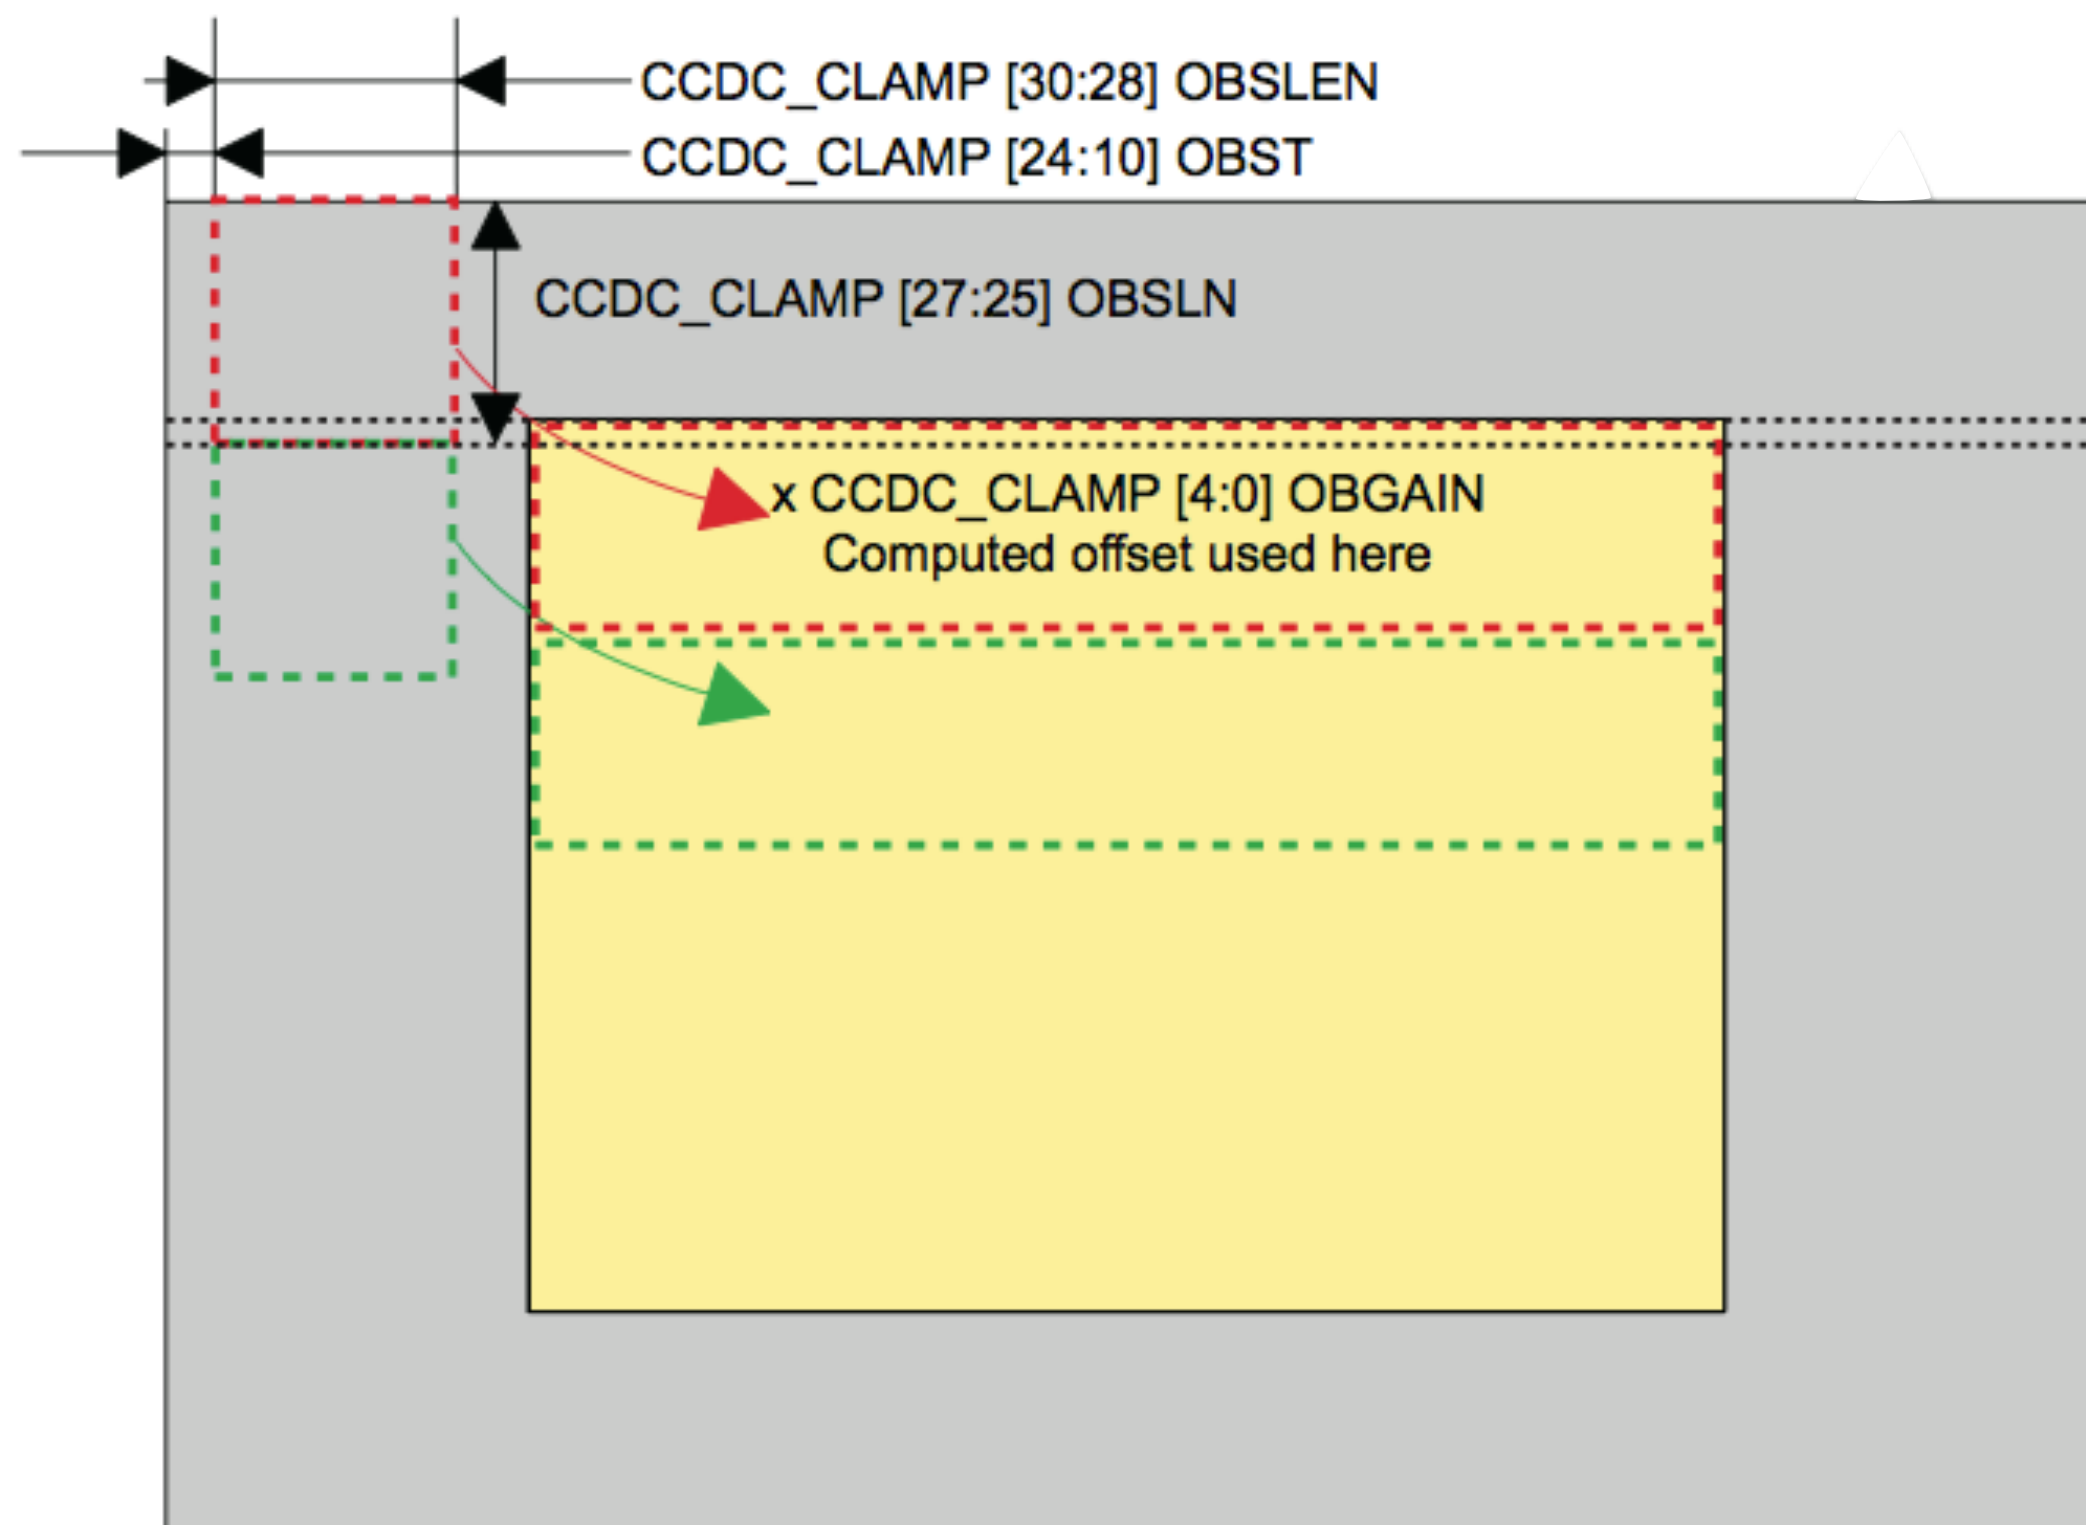 CCDC_CLAMP [30:28] OBSLEN
CCDC_CLAMP [24:10] OBST
CCDC_CLAMP [27:25] OBSLN
x CCDC_CLAMP [4:0] OBGAIN
Computed offset used here